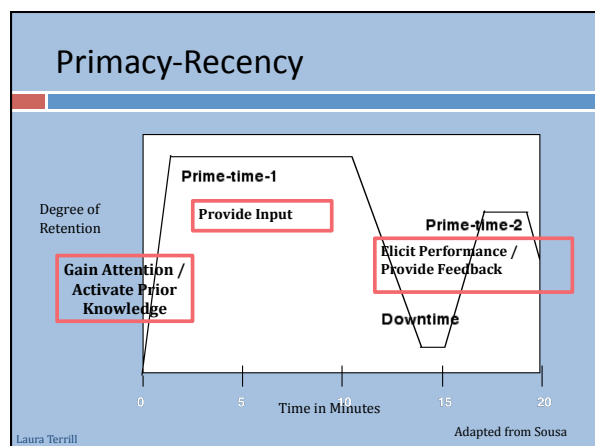 Primacy-Recency
Prime-time-1
Provide Input
Degree of
Retention
Prime-time-2
Elicit Performance /
Provide Feedback
Gain Attention /
Activate Prior
Knowledge
Downtime
0 5 10 15 20
Time in Minutes
Laura Terrill
Adapted from Sousa